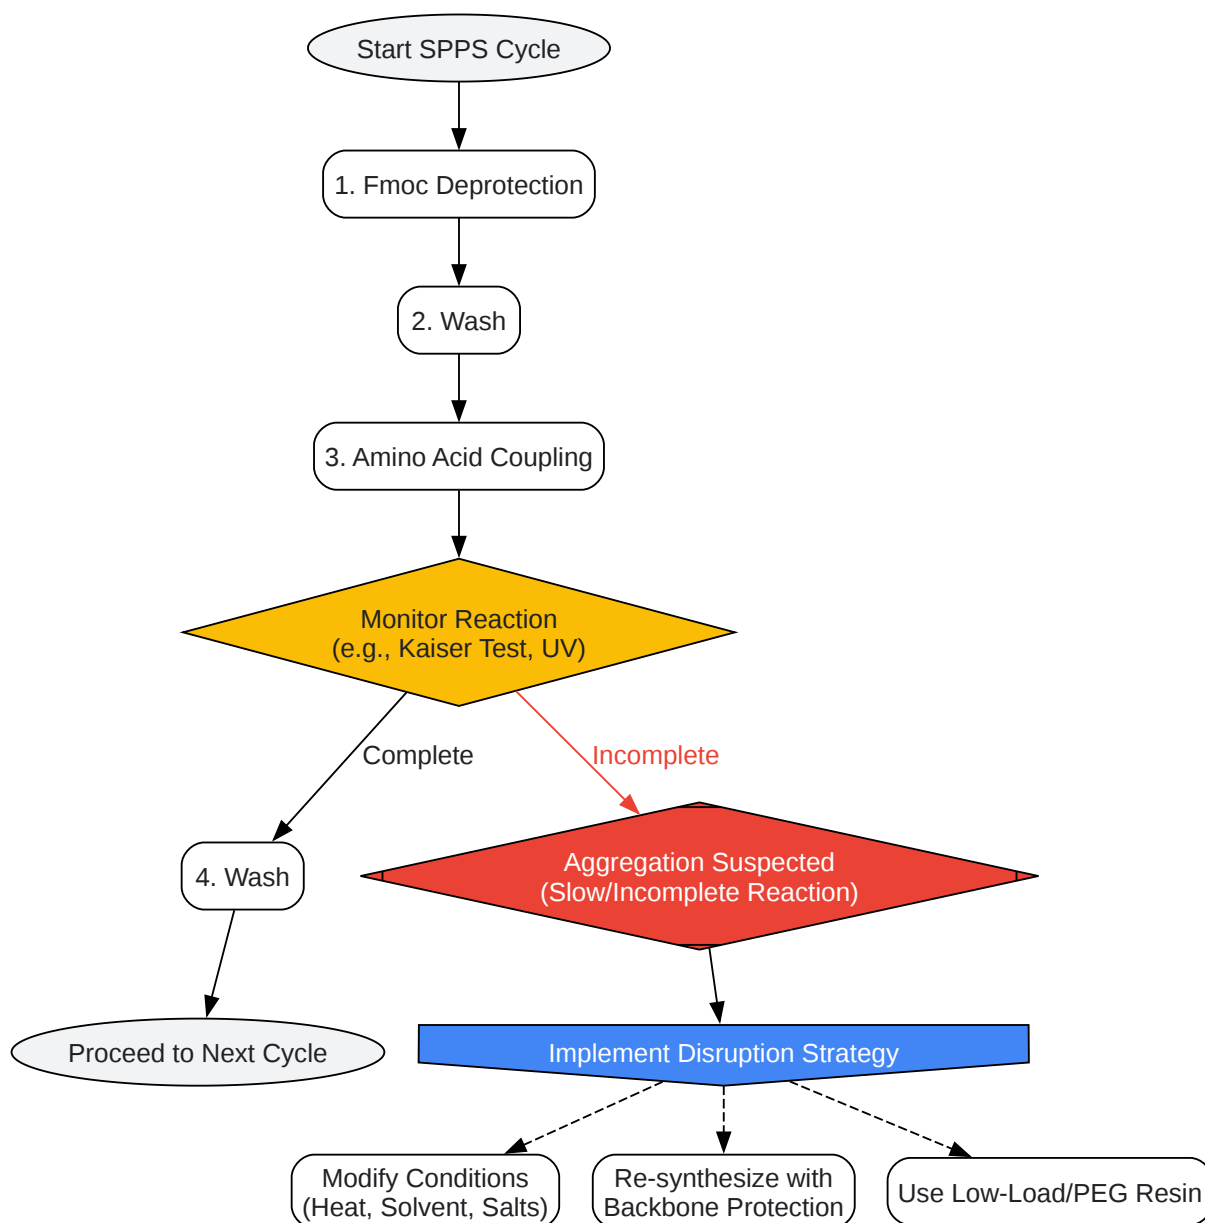 Start SPPS Cycle
1. Fmoc Deprotection
2. Wash
3. Amino Acid Coupling
Monitor Reaction
(e.g., Kaiser Test, UV)
Complete
Incomplete
4. Wash
Aggregation Suspected
(Slow/Incomplete Reaction)
Proceed to Next Cycle
Implement Disruption Strategy
Modify Conditions
(Heat, Solvent, Salts)
Re-synthesize with
Backbone Protection
Use Low-Load/PEG Resin